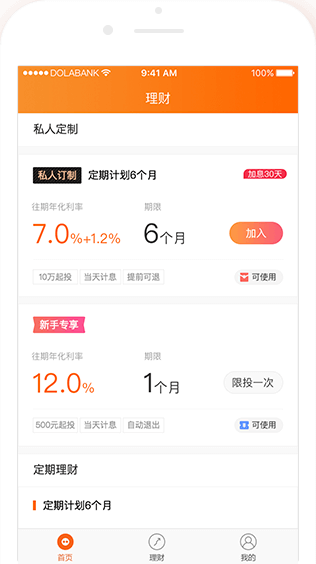 DOLABANK 9:41 AM 100%
理财
私人定制
私人订制 定期计划6个月 加息30天
往期年化利率 期限
7.0%+1.2% 6个月 加入
10万起投 当天计息 提前可退 可使用
新手专享
往期年化利率 期限
12.0% 1个月 限投一次
500元起投 当天计息 自动退出 可使用
定期理财
定期计划6个月
首页 理财 我的